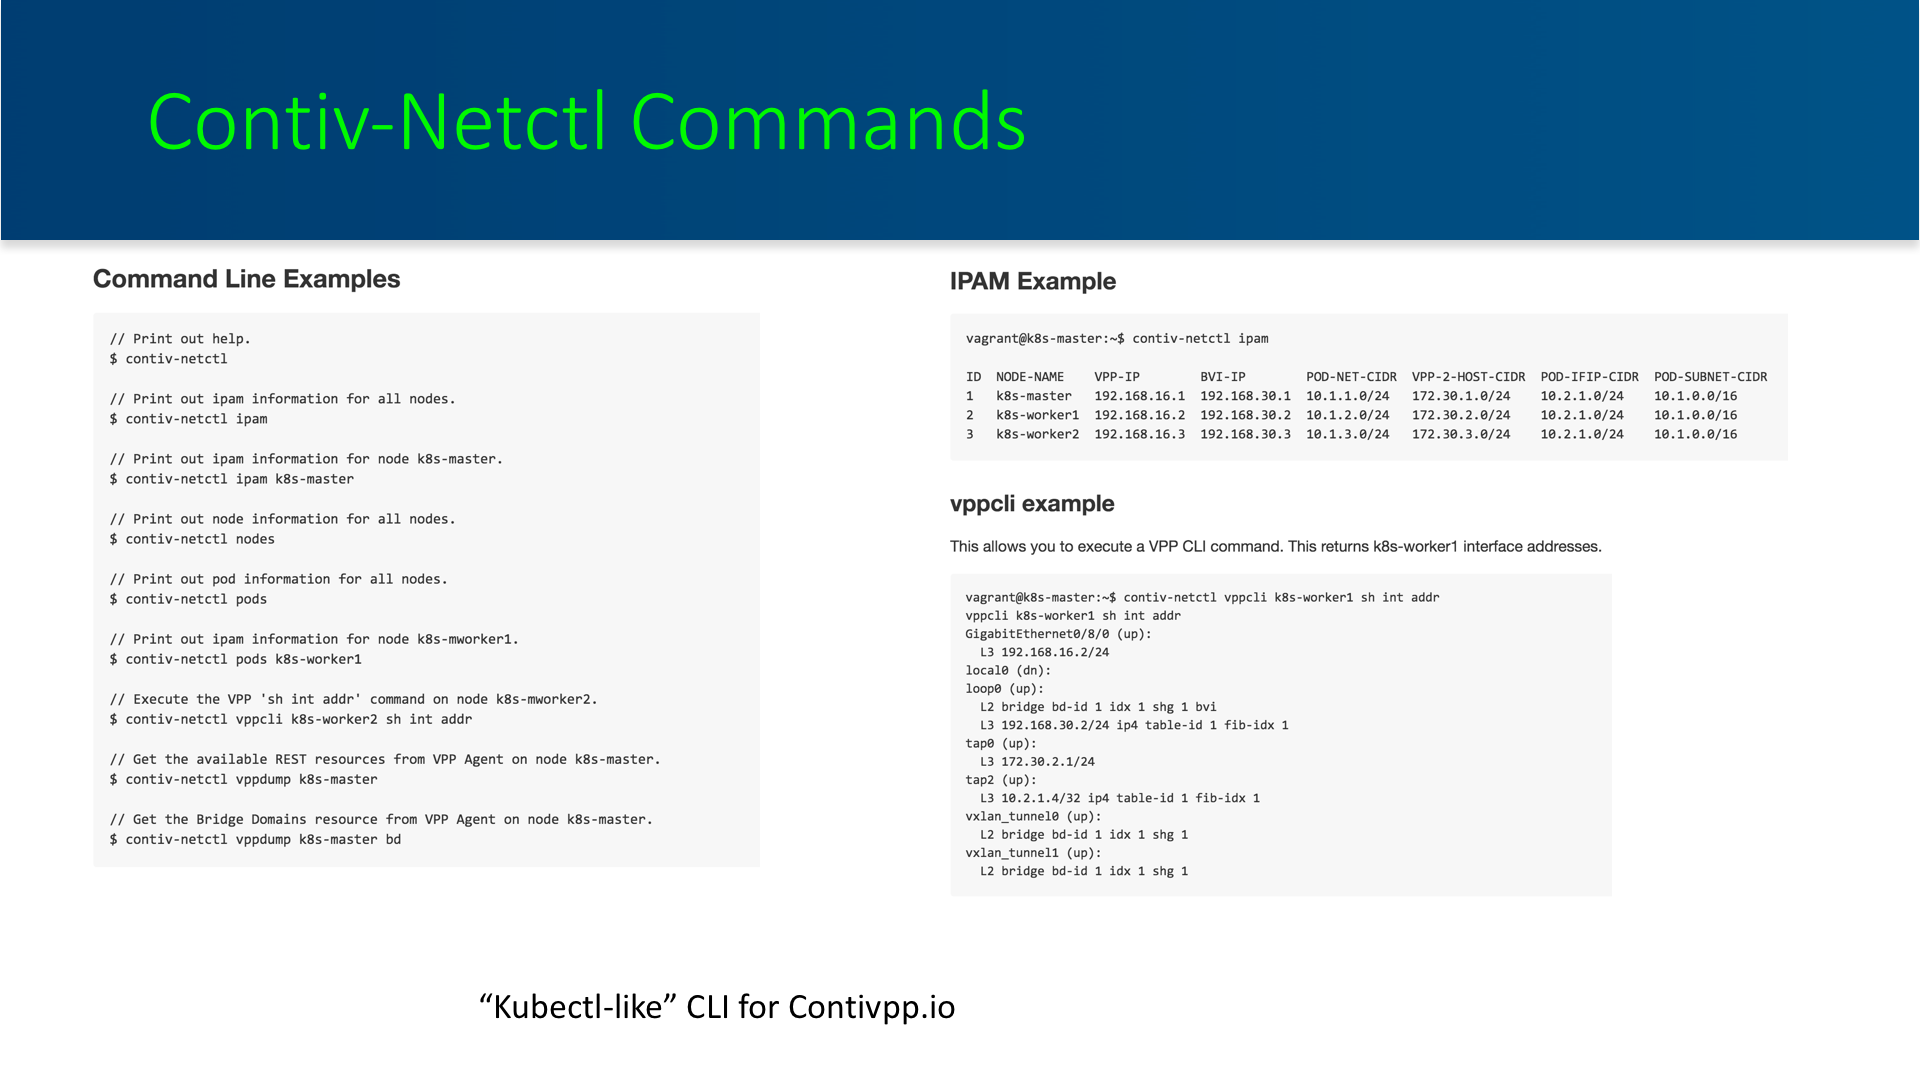 Contiv-Netctl Commands
Command Line Examples
// Print out help.
$ contiv-netctl
// Print out ipam information for all nodes.
$ contiv-netctl ipam
// Print out ipam information for node k8s-master.
$ contiv-netctl ipam k8s-master
// Print out node information for all nodes.
$ contiv-netctl nodes
// Print out pod information for all nodes.
$ contiv-netctl pods
// Print out ipam information for node k8s-mworker1.
$ contiv-netctl pods k8s-worker1
// Execute the VPP 'sh int addr' command on node k8s-mworker2.
$ contiv-netctl vppcli k8s-worker2 sh int addr
// Get the available REST resources from VPP Agent on node k8s-master.
$ contiv-netctl vppdump k8s-master
// Get the Bridge Domains resource from VPP Agent on node k8s-master.
$ contiv-netctl vppdump k8s-master bd
IPAM Example
vagrant@k8s-master:~$ contiv-netctl ipam
ID  NODE-NAME    VPP-IP        BVI-IP        POD-NET-CIDR  VPP-2-HOST-CIDR  POD-IFIP-CIDR  POD-SUBNET-CIDR
1   k8s-master   192.168.16.1  192.168.30.1  10.1.1.0/24   172.30.1.0/24    10.2.1.0/24    10.1.0.0/16
2   k8s-worker1  192.168.16.2  192.168.30.2  10.1.2.0/24   172.30.2.0/24    10.2.1.0/24    10.1.0.0/16
3   k8s-worker2  192.168.16.3  192.168.30.3  10.1.3.0/24   172.30.3.0/24    10.2.1.0/24    10.1.0.0/16
vppcli example
This allows you to execute a VPP CLI command. This returns k8s-worker1 interface addresses.
vagrant@k8s-master:~$ contiv-netctl vppcli k8s-worker1 sh int addr
vppcli k8s-worker1 sh int addr
GigabitEthernet0/8/0 (up):
  L3 192.168.16.2/24
local0 (dn):
loop0 (up):
  L2 bridge bd-id 1 idx 1 shg 1 bvi
  L3 192.168.30.2/24 ip4 table-id 1 fib-idx 1
tap0 (up):
  L3 172.30.2.1/24
tap2 (up):
  L3 10.2.1.4/32 ip4 table-id 1 fib-idx 1
vxlan_tunnel0 (up):
  L2 bridge bd-id 1 idx 1 shg 1
vxlan_tunnel1 (up):
  L2 bridge bd-id 1 idx 1 shg 1
“Kubectl-like” CLI for Contivpp.io